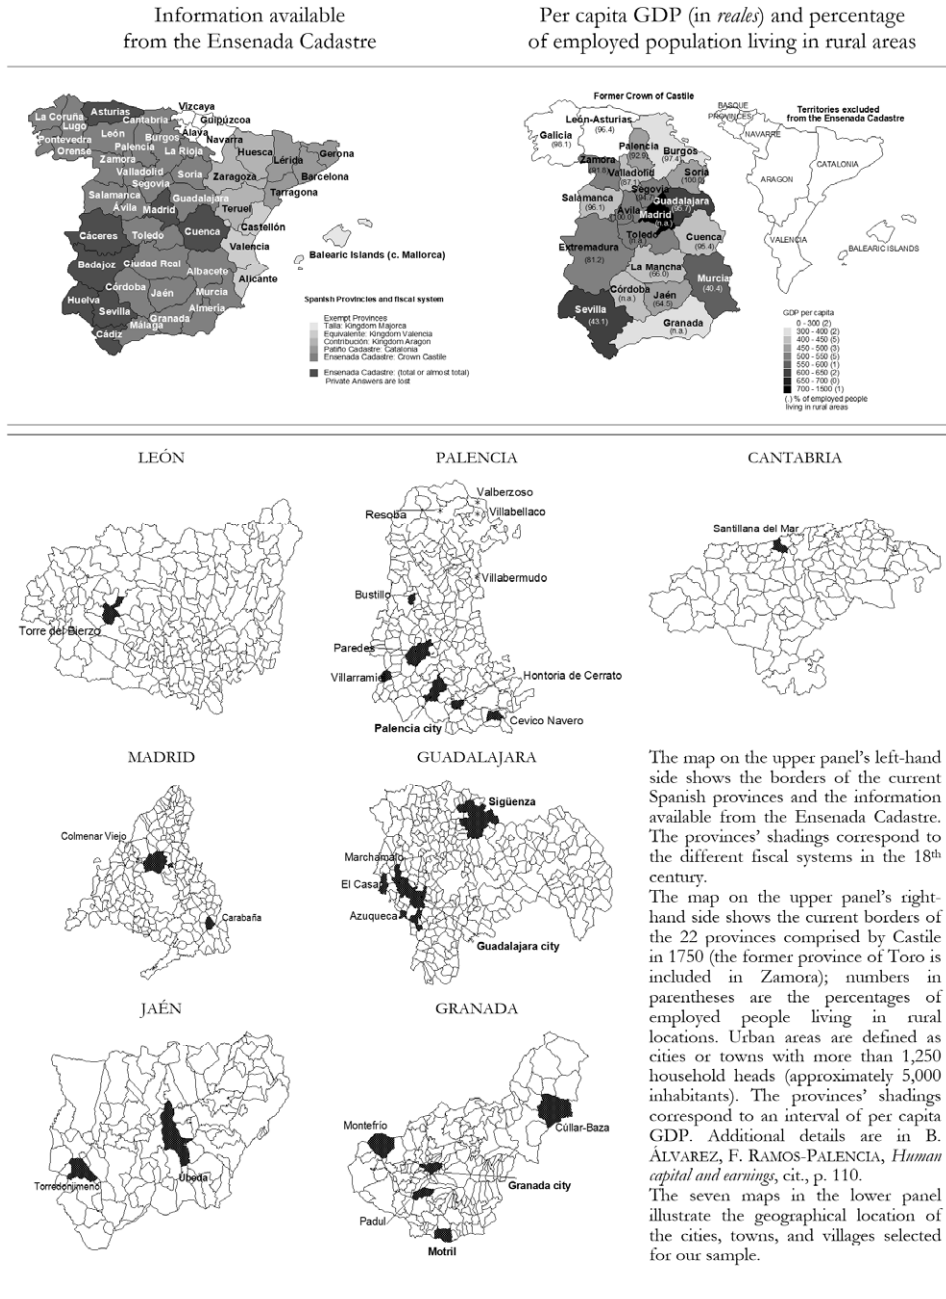 Information available
from the Ensenada Cadastre
Per capita GDP (in reales) and percentage
of employed population living in rural areas
Vizcaya
Asturias
La Coruña
Cantabria
Guipúzcoa
Lugo
Alava
León
Burgos
Navarra
Pontevedra
Palencia
Orense
La Rioja
Huesca
Gerona
Zamora
Lérida
Valladolid
Soria
Zaragoza
Barcelona
Segovia
Salamanca
Guadalajara
Tarragona
Ávila
Madrid
Teruel
Castellón
Cáceres
Toledo
Cuenca
Valencia
Balearic Islands (c. Mallorca)
Badajoz
Ciudad Real
Albacete
Alicante
Córdoba
Murcia
Huelva
Jaén
Sevilla
Almería
Granada
Málaga
Cádiz
Spanish Provinces and fiscal system
Exempt Provinces
Talla: Kingdom Majorca
Equivalente: Kingdom Valencia
Contribución: Kingdom Aragon
Patiño Cadastre: Catalonia
Ensenada Cadastre: Crown Castile
Ensenada Cadastre: (total or almost total)
Private Answers are lost
Former Crown of Castile
León-Asturias
(96.4)
Galicia
(98.1)
Palencia
(92.9)
Burgos
(97.4)
Zamora
Valladolid
(87.1)
Soria
Segovia
Salamanca
(96.1)
Ávila
Guadalajara
Madrid
(n.a.)
Toledo
(n.a.)
Cuenca
(95.4)
Extremadura
(81.2)
La Mancha
(66.0)
Murcia
(40.4)
Córdoba
(n.a.)
Jaén
(64.5)
Sevilla
(43.1)
Granada
(n.a.)
BASQUE
PROVINCES
Territories excluded
from the Ensenada Cadastre
NAVARRE
CATALONIA
ARAGON
VALENCIA
BALEARIC ISLANDS
GDP per capita
0 - 300 (2)
300 - 400 (2)
400 - 450 (5)
450 - 500 (3)
500 - 550 (5)
550 - 600 (1)
600 - 650 (2)
650 - 700 (0)
700 - 1500 (1)
(.) % of employed people
living in rural areas
LEÓN
Torre del Bierzo
PALENCIA
Valberzoso
Resoba
Villabellaco
Villabermudo
Bustillo
Paredes
Villarramie
Hontoria de Cerrato
Palencia city
Cevico Navero
CANTABRIA
Santillana del Mar
MADRID
Colmenar Viejo
Carabaña
GUADALAJARA
Sigüenza
Marchamalo
El Casar
Azuqueca
Guadalajara city
JAÉN
Torredonjimeno
Úbeda
GRANADA
Montefrío
Cúllar-Baza
Granada city
Padul
Motril
The map on the upper panel's left-hand
side shows the borders of the current
Spanish provinces and the information
available from the Ensenada Cadastre.
The provinces' shadings correspond to
the different fiscal systems in the 18th
century.
The map on the upper panel's right-
hand side shows the current borders of
the 22 provinces comprised by Castile
in 1750 (the former province of Toro is
included in Zamora); numbers in
parentheses are the percentages of
employed people living in rural
locations. Urban areas are defined as
cities or towns with more than 1,250
household heads (approximately 5,000
inhabitants). The provinces' shadings
correspond to an interval of per capita
GDP. Additional details are in B.
ÁLVAREZ, F. RAMOS-PALENCIA, Human
capital and earnings, cit., p. 110.
The seven maps in the lower panel
illustrate the geographical location of
the cities, towns, and villages selected
for our sample.